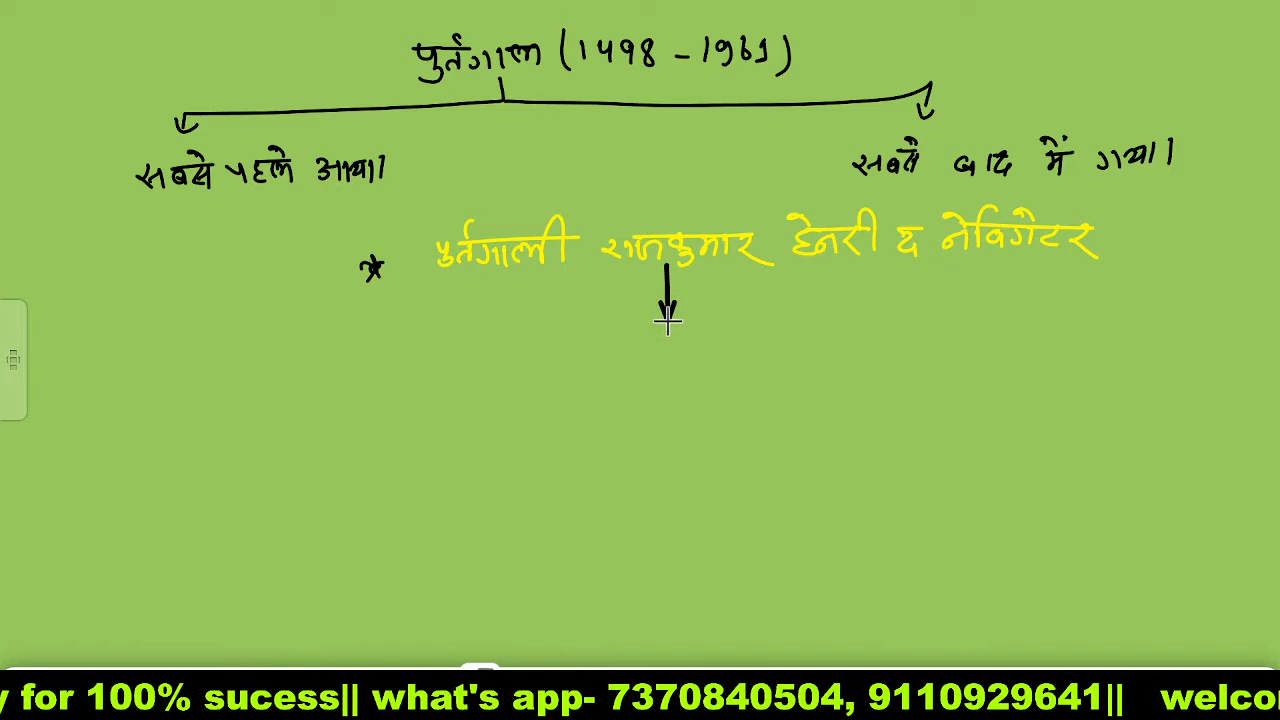 पुर्तगाल (1498 - 1961)
सबसे पहले आया। सबसे बाद में गया।
* पुर्तगाली राजकुमार हेनरी द नेविगेटर
y for 100% sucess|| what's app- 7370840504, 9110929641|| welco